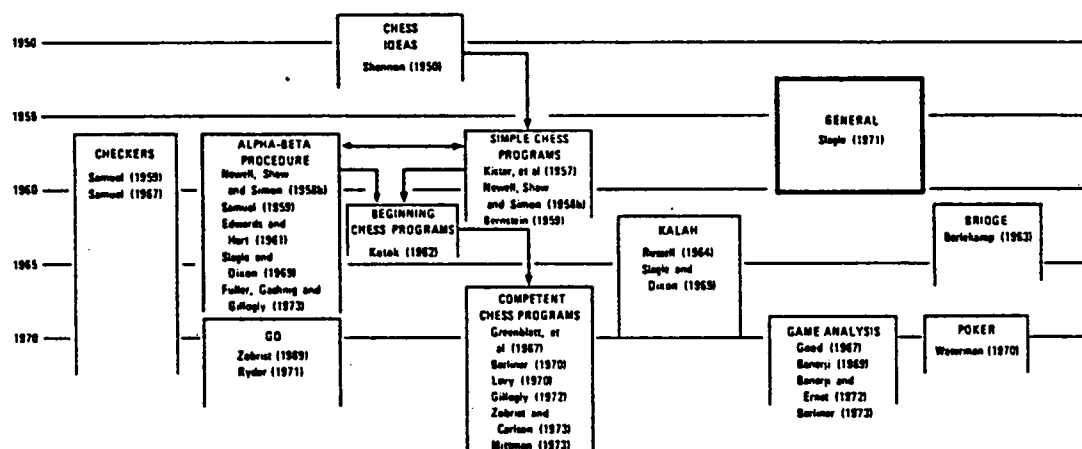 1950
1955
1960
1965
1970
CHESS
IDEAS
Shannon (1950)
GENERAL
Slagle (1971)
CHECKERS
Samuel (1959)
Samuel (1967)
ALPHA-BETA
PROCEDURE
Newell, Shaw
and Simon (1958b)
Samuel (1959)
Edwards and
Hart (1961)
Slagle and
Dixon (1969)
Fuller, Gashnig and
Gillogly (1973)
SIMPLE CHESS
PROGRAMS
Kister, et al (1957)
Newell, Shaw
and Simon (1958b)
Bernstein (1959)
BEGINNING
CHESS PROGRAMS
Kotok (1962)
KALAH
Russell (1964)
Slagle and
Dixon (1969)
BRIDGE
Berlekamp (1963)
GO
Zobrist (1969)
Ryder (1971)
COMPETENT
CHESS PROGRAMS
Greenblatt, et
al (1967)
Berliner (1970)
Levy (1970)
Gillogly (1972)
Zobrist and
Carlson (1973)
Mittman (1973)
GAME ANALYSIS
Good (1967)
Banerji (1969)
Banerji and
Ernst (1972)
Berliner (1973)
POKER
Waterman (1970)